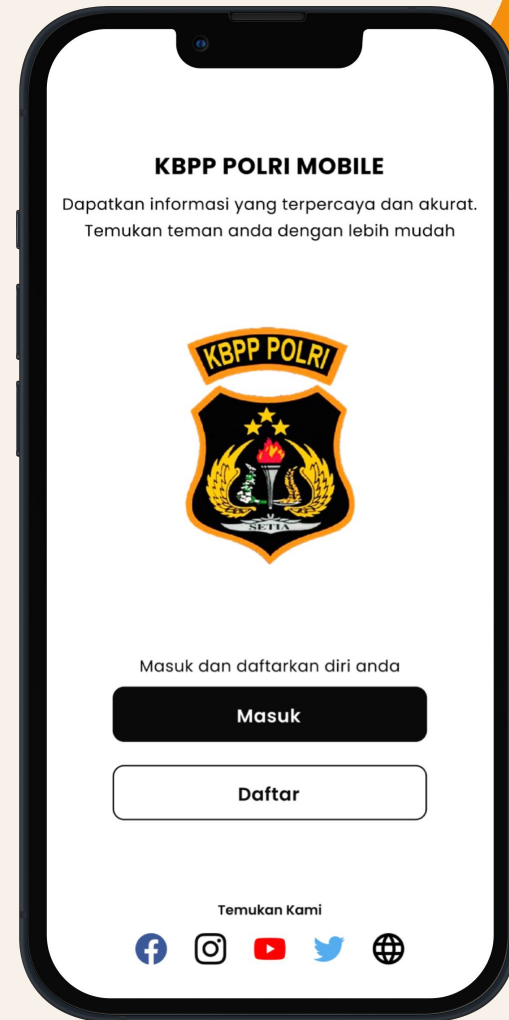 KBPP POLRI MOBILE
Dapatkan informasi yang terpercaya dan akurat.
Temukan teman anda dengan lebih mudah
KBPP POLRI
SETIA
Masuk dan daftarkan diri anda
Masuk
Daftar
Temukan Kami